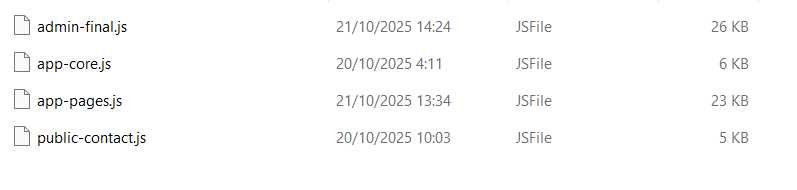 admin-final.js 21/10/2025 14:24 JSFile 26 KB
app-core.js 20/10/2025 4:11 JSFile 6 KB
app-pages.js 21/10/2025 13:34 JSFile 23 KB
public-contact.js 20/10/2025 10:03 JSFile 5 KB